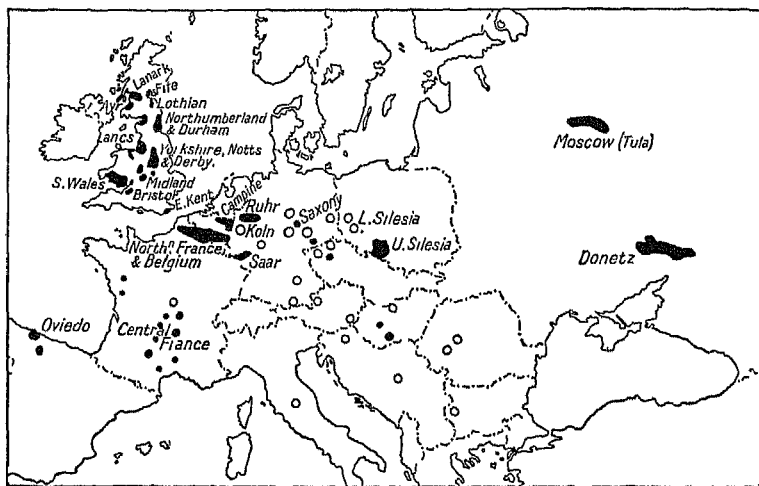 Lanark
Fife
Ayr
Lothian
Northumberland
& Durham
Lancs
Yorkshire, Notts
& Derby.
S. Wales
Midland
Bristol
E. Kent
Campine
Ruhr
Koln
Saxony
L. Silesia
U. Silesia
North France
& Belgium
Saar
Moscow (Tula)
Donetz
Oviedo
Central
France